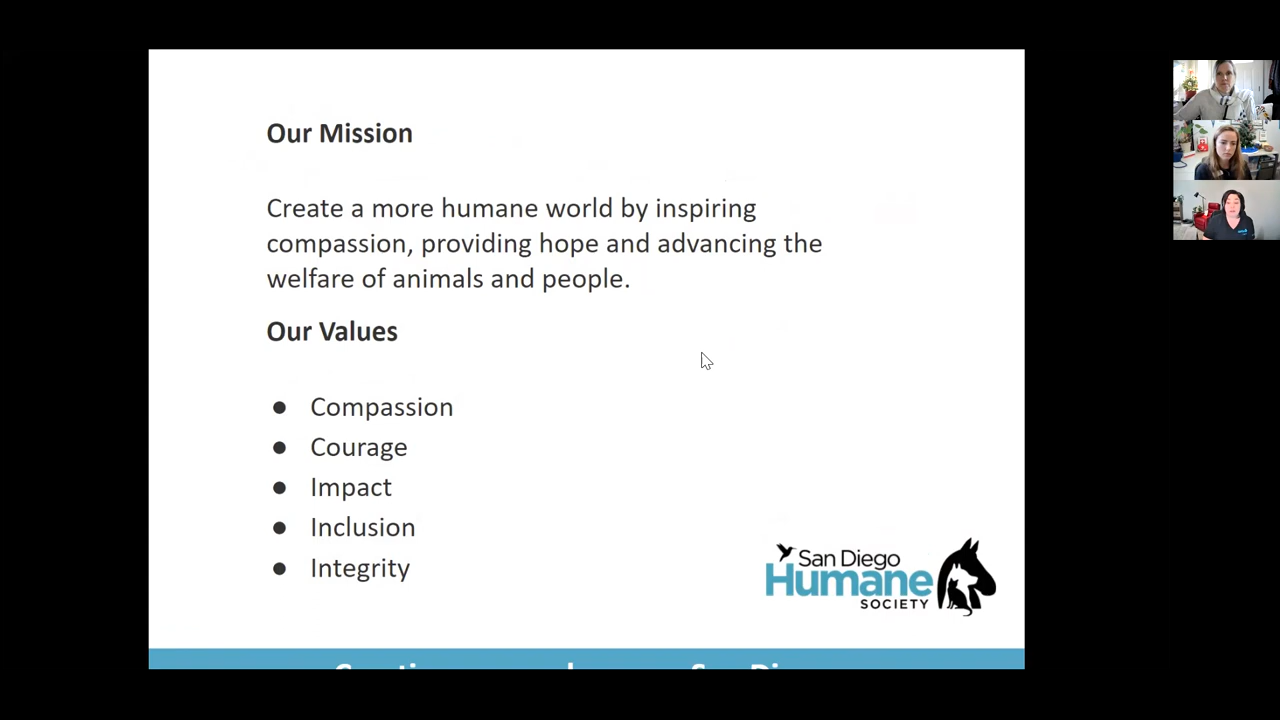 Our Mission
Create a more humane world by inspiring
compassion, providing hope and advancing the
welfare of animals and people.
Our Values
● Compassion
● Courage
● Impact
● Inclusion
● Integrity
San Diego
Humane
SOCIETY